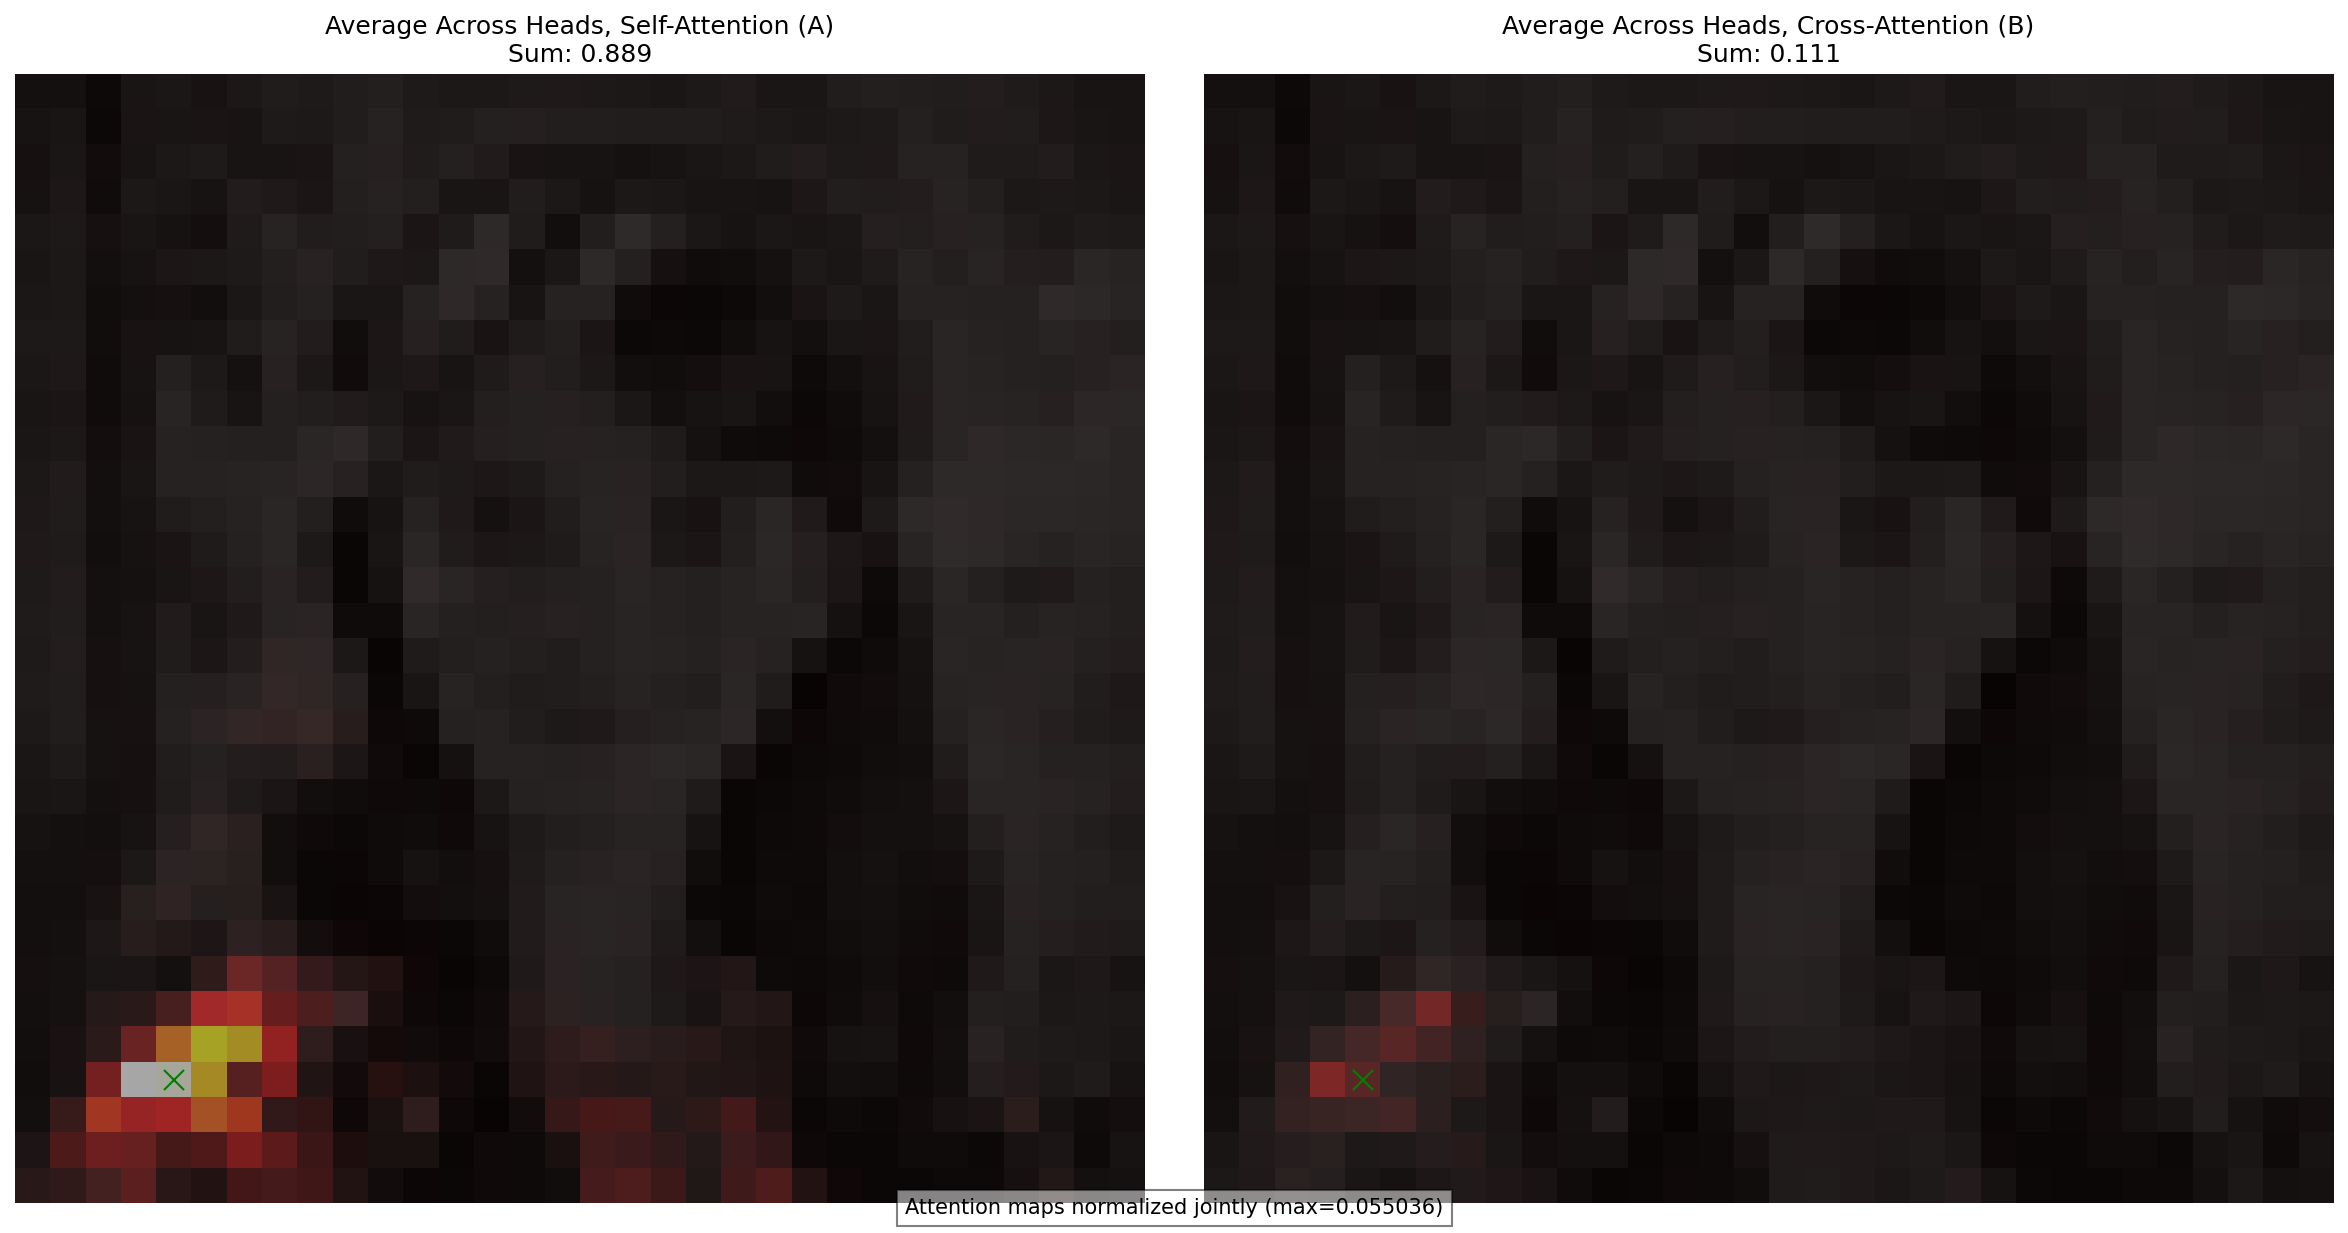 Average Across Heads, Self-Attention (A)
Sum: 0.889
Average Across Heads, Cross-Attention (B)
Sum: 0.111
Attention maps normalized jointly (max=0.055036)